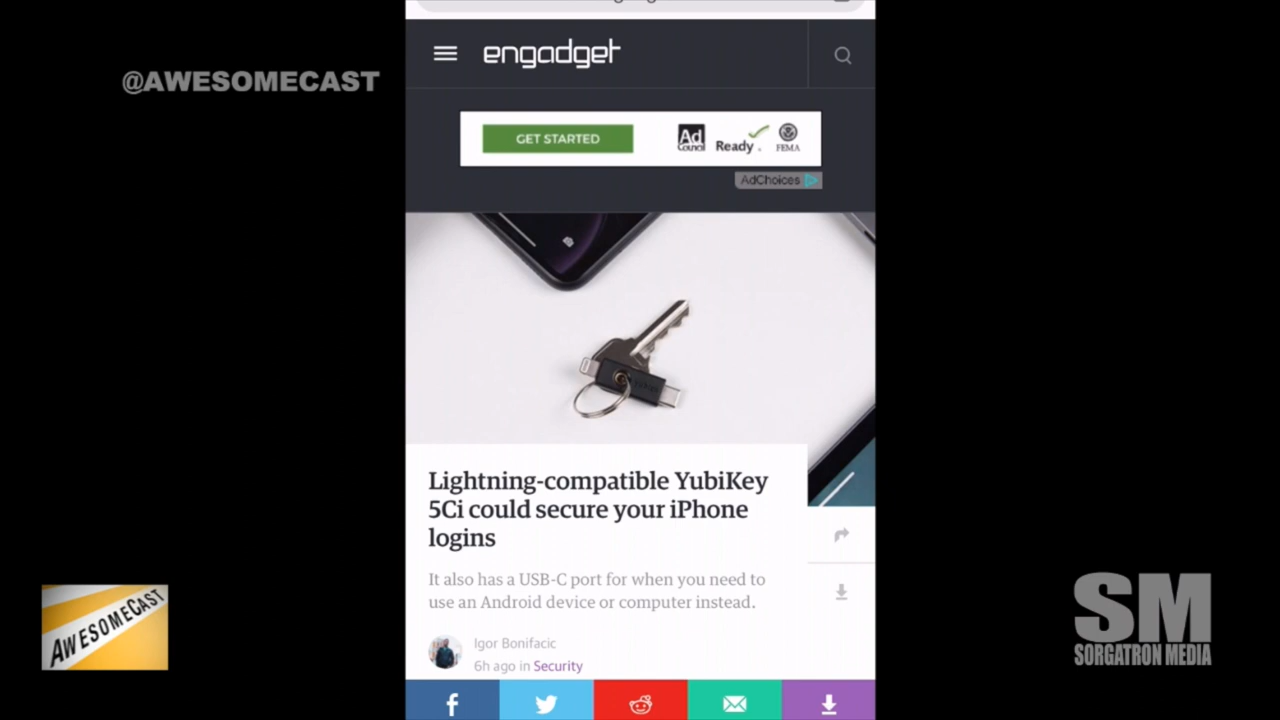 @AWESOMECAST
engadget
GET STARTED
Ad Council
Ready.
FEMA
AdChoices
Lightning-compatible YubiKey
5Ci could secure your iPhone
logins
It also has a USB-C port for when you need to
use an Android device or computer instead.
Igor Bonifacic
6h ago in Security
AWESOMECAST
SM
SORGATRON MEDIA